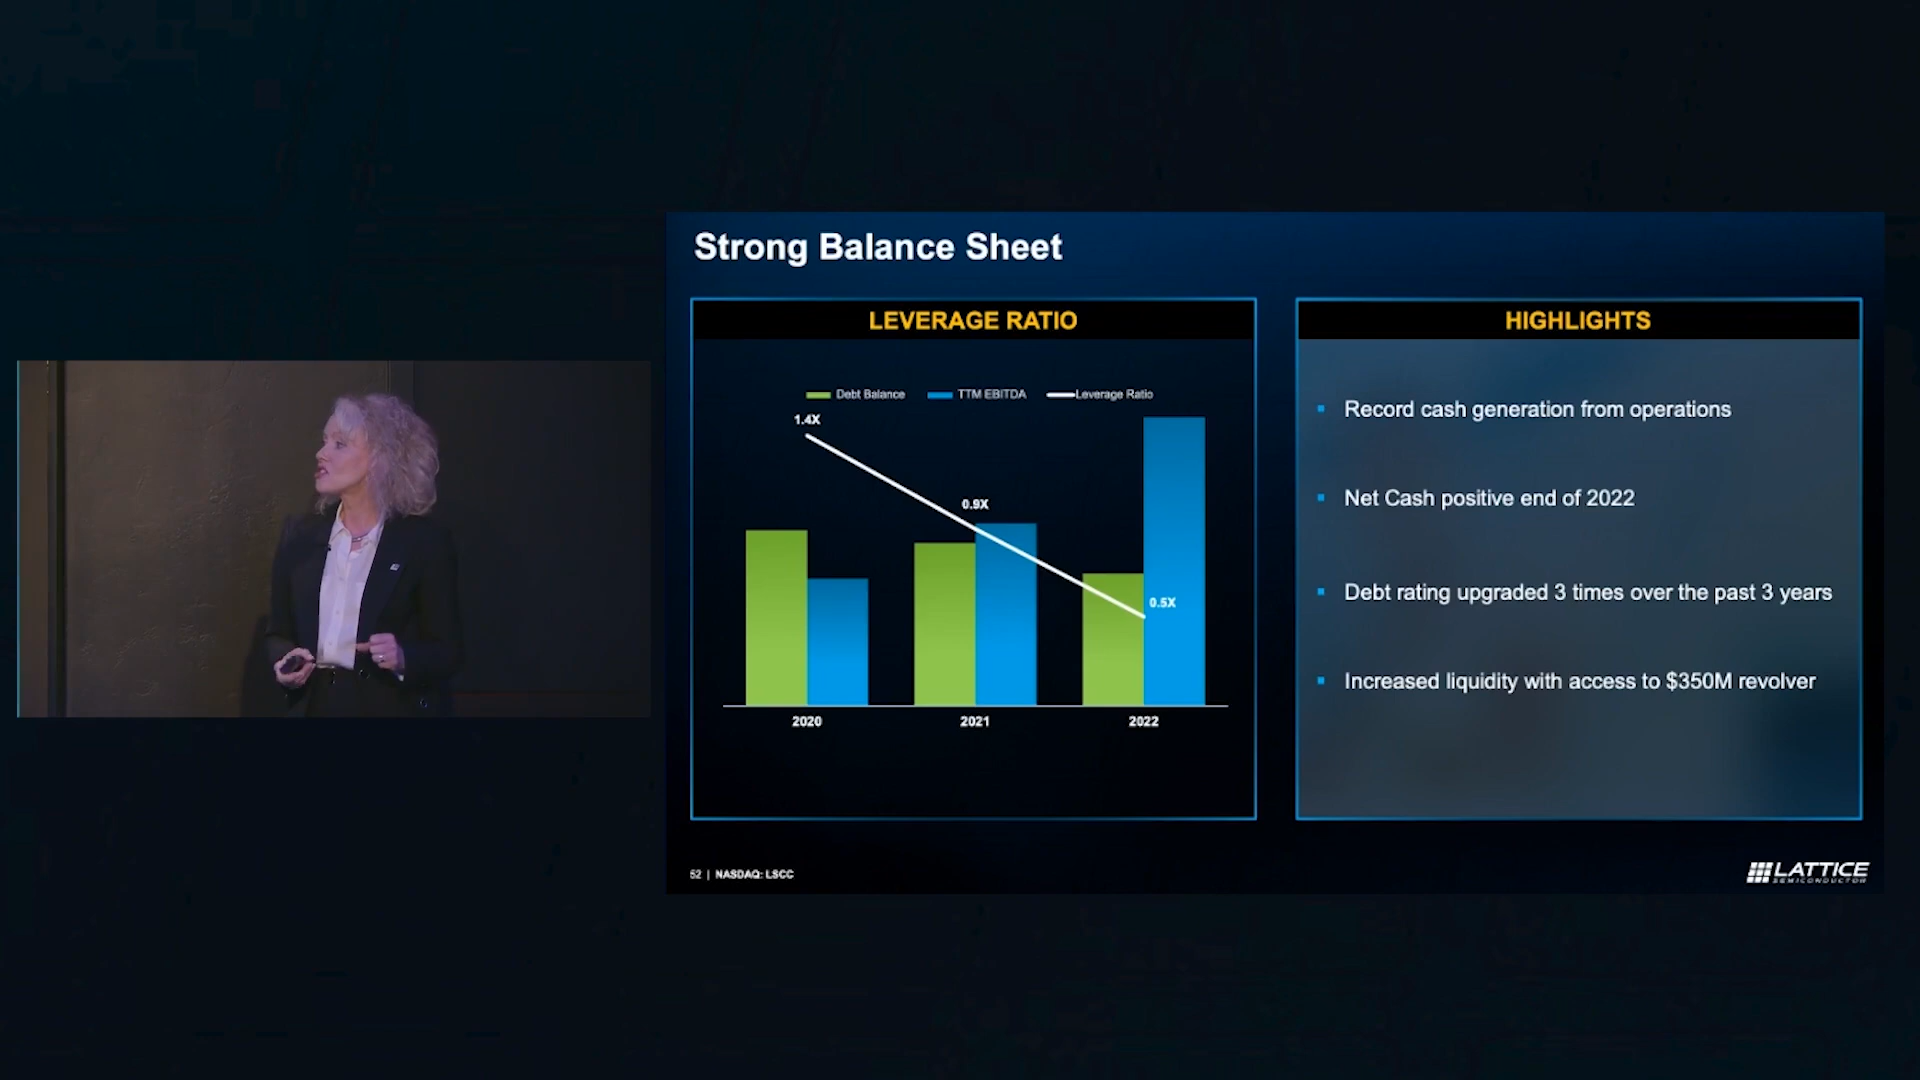 Strong Balance Sheet
LEVERAGE RATIO
Debt Balance TTM EBITDA Leverage Ratio
1.4X
0.9X
0.5X
2020 2021 2022
HIGHLIGHTS
Record cash generation from operations
Net Cash positive end of 2022
Debt rating upgraded 3 times over the past 3 years
Increased liquidity with access to $350M revolver
52 | NASDAQ: LSCC
LATTICE
SEMICONDUCTOR